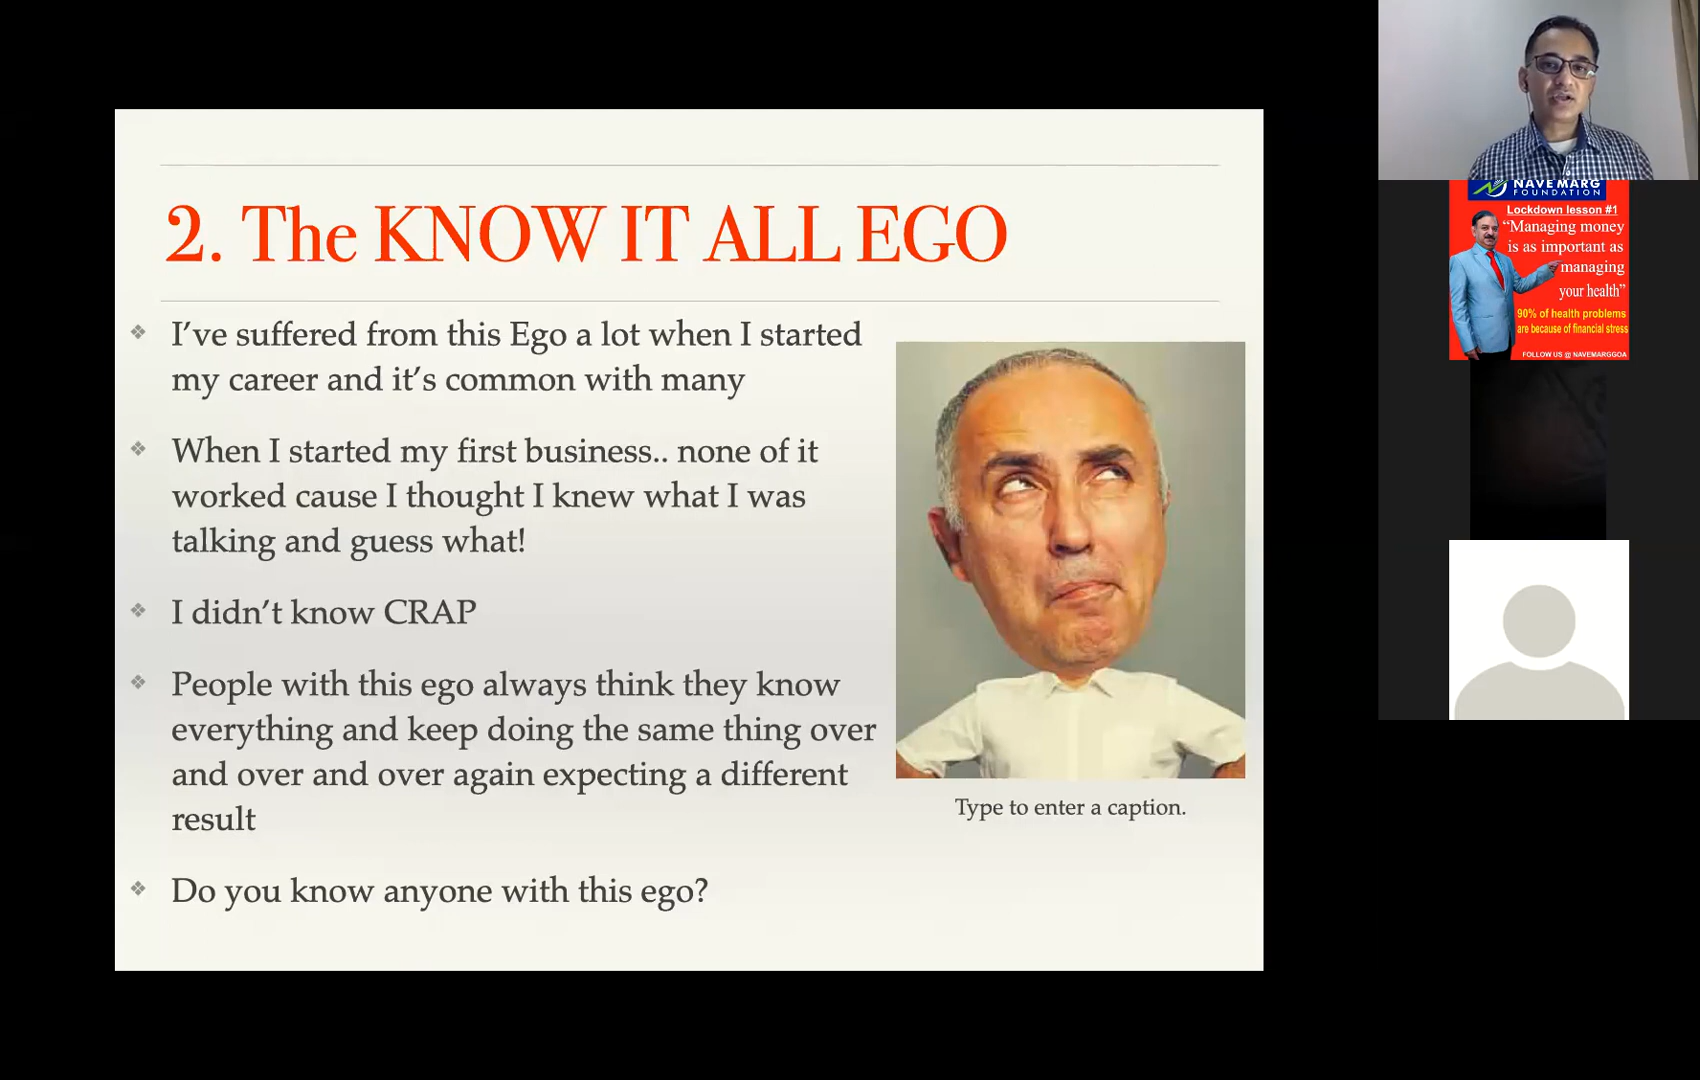 2. The KNOW IT ALL EGO
I’ve suffered from this Ego a lot when I started
my career and it’s common with many
When I started my first business.. none of it
worked cause I thought I knew what I was
talking and guess what!
I didn’t know CRAP
People with this ego always think they know
everything and keep doing the same thing over
and over and over again expecting a different
result
Do you know anyone with this ego?
Type to enter a caption.
NAVE MARG
FOUNDATION
Lockdown lesson #1
“Managing money
is as important as
managing
your health”
90% of health problems
are because of financial stress
FOLLOW US @ NAVEMARGGOA